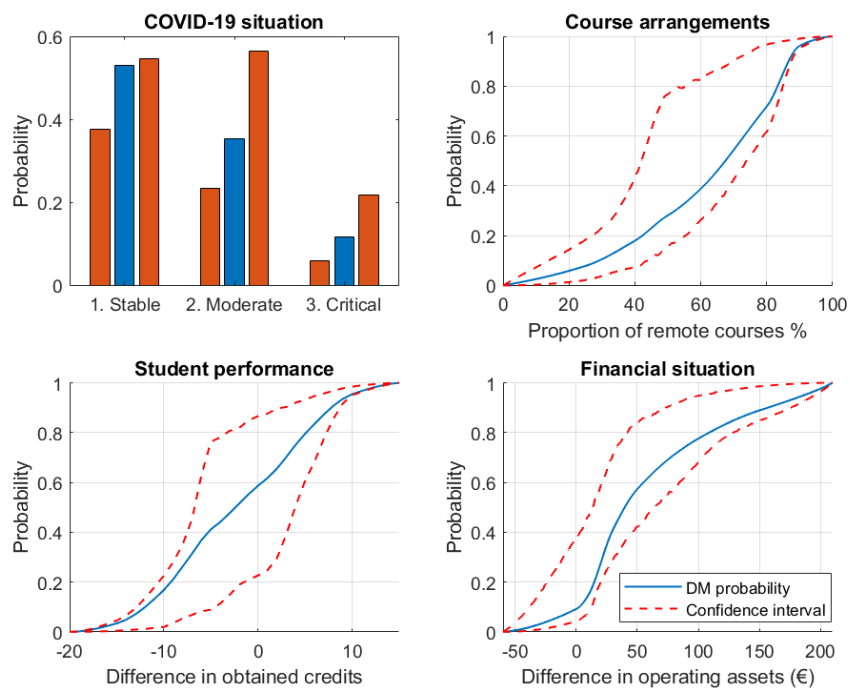 COVID-19 situation
0.6
0.4
0.2
0
Probability
1. Stable
2. Moderate
3. Critical
Course arrangements
1
0.8
0.6
0.4
0.2
0
Probability
0
20
40
60
80
100
Proportion of remote courses %
Student performance
1
0.8
0.6
0.4
0.2
0
Probability
-20
-10
0
10
Difference in obtained credits
Financial situation
1
0.8
0.6
0.4
0.2
0
Probability
DM probability
Confidence interval
-50
0
50
100
150
200
Difference in operating assets (€)